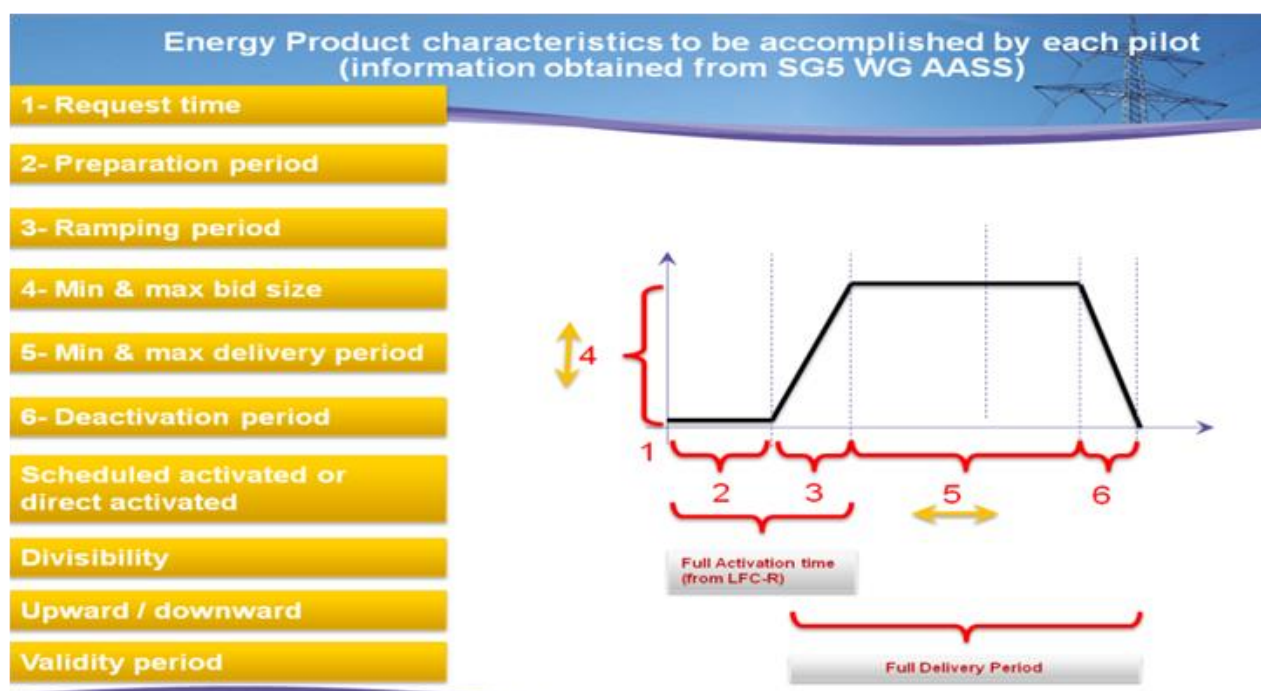 Energy Product characteristics to be accomplished by each pilot
(information obtained from SG5 WG AASS)
1- Request time
2- Preparation period
3- Ramping period
4- Min & max bid size
5- Min & max delivery period
6- Deactivation period
Scheduled activated or
direct activated
Divisibility
Upward / downward
Validity period
4
1
2
3
5
6
Full Activation time
(from LFC-R)
Full Delivery Period